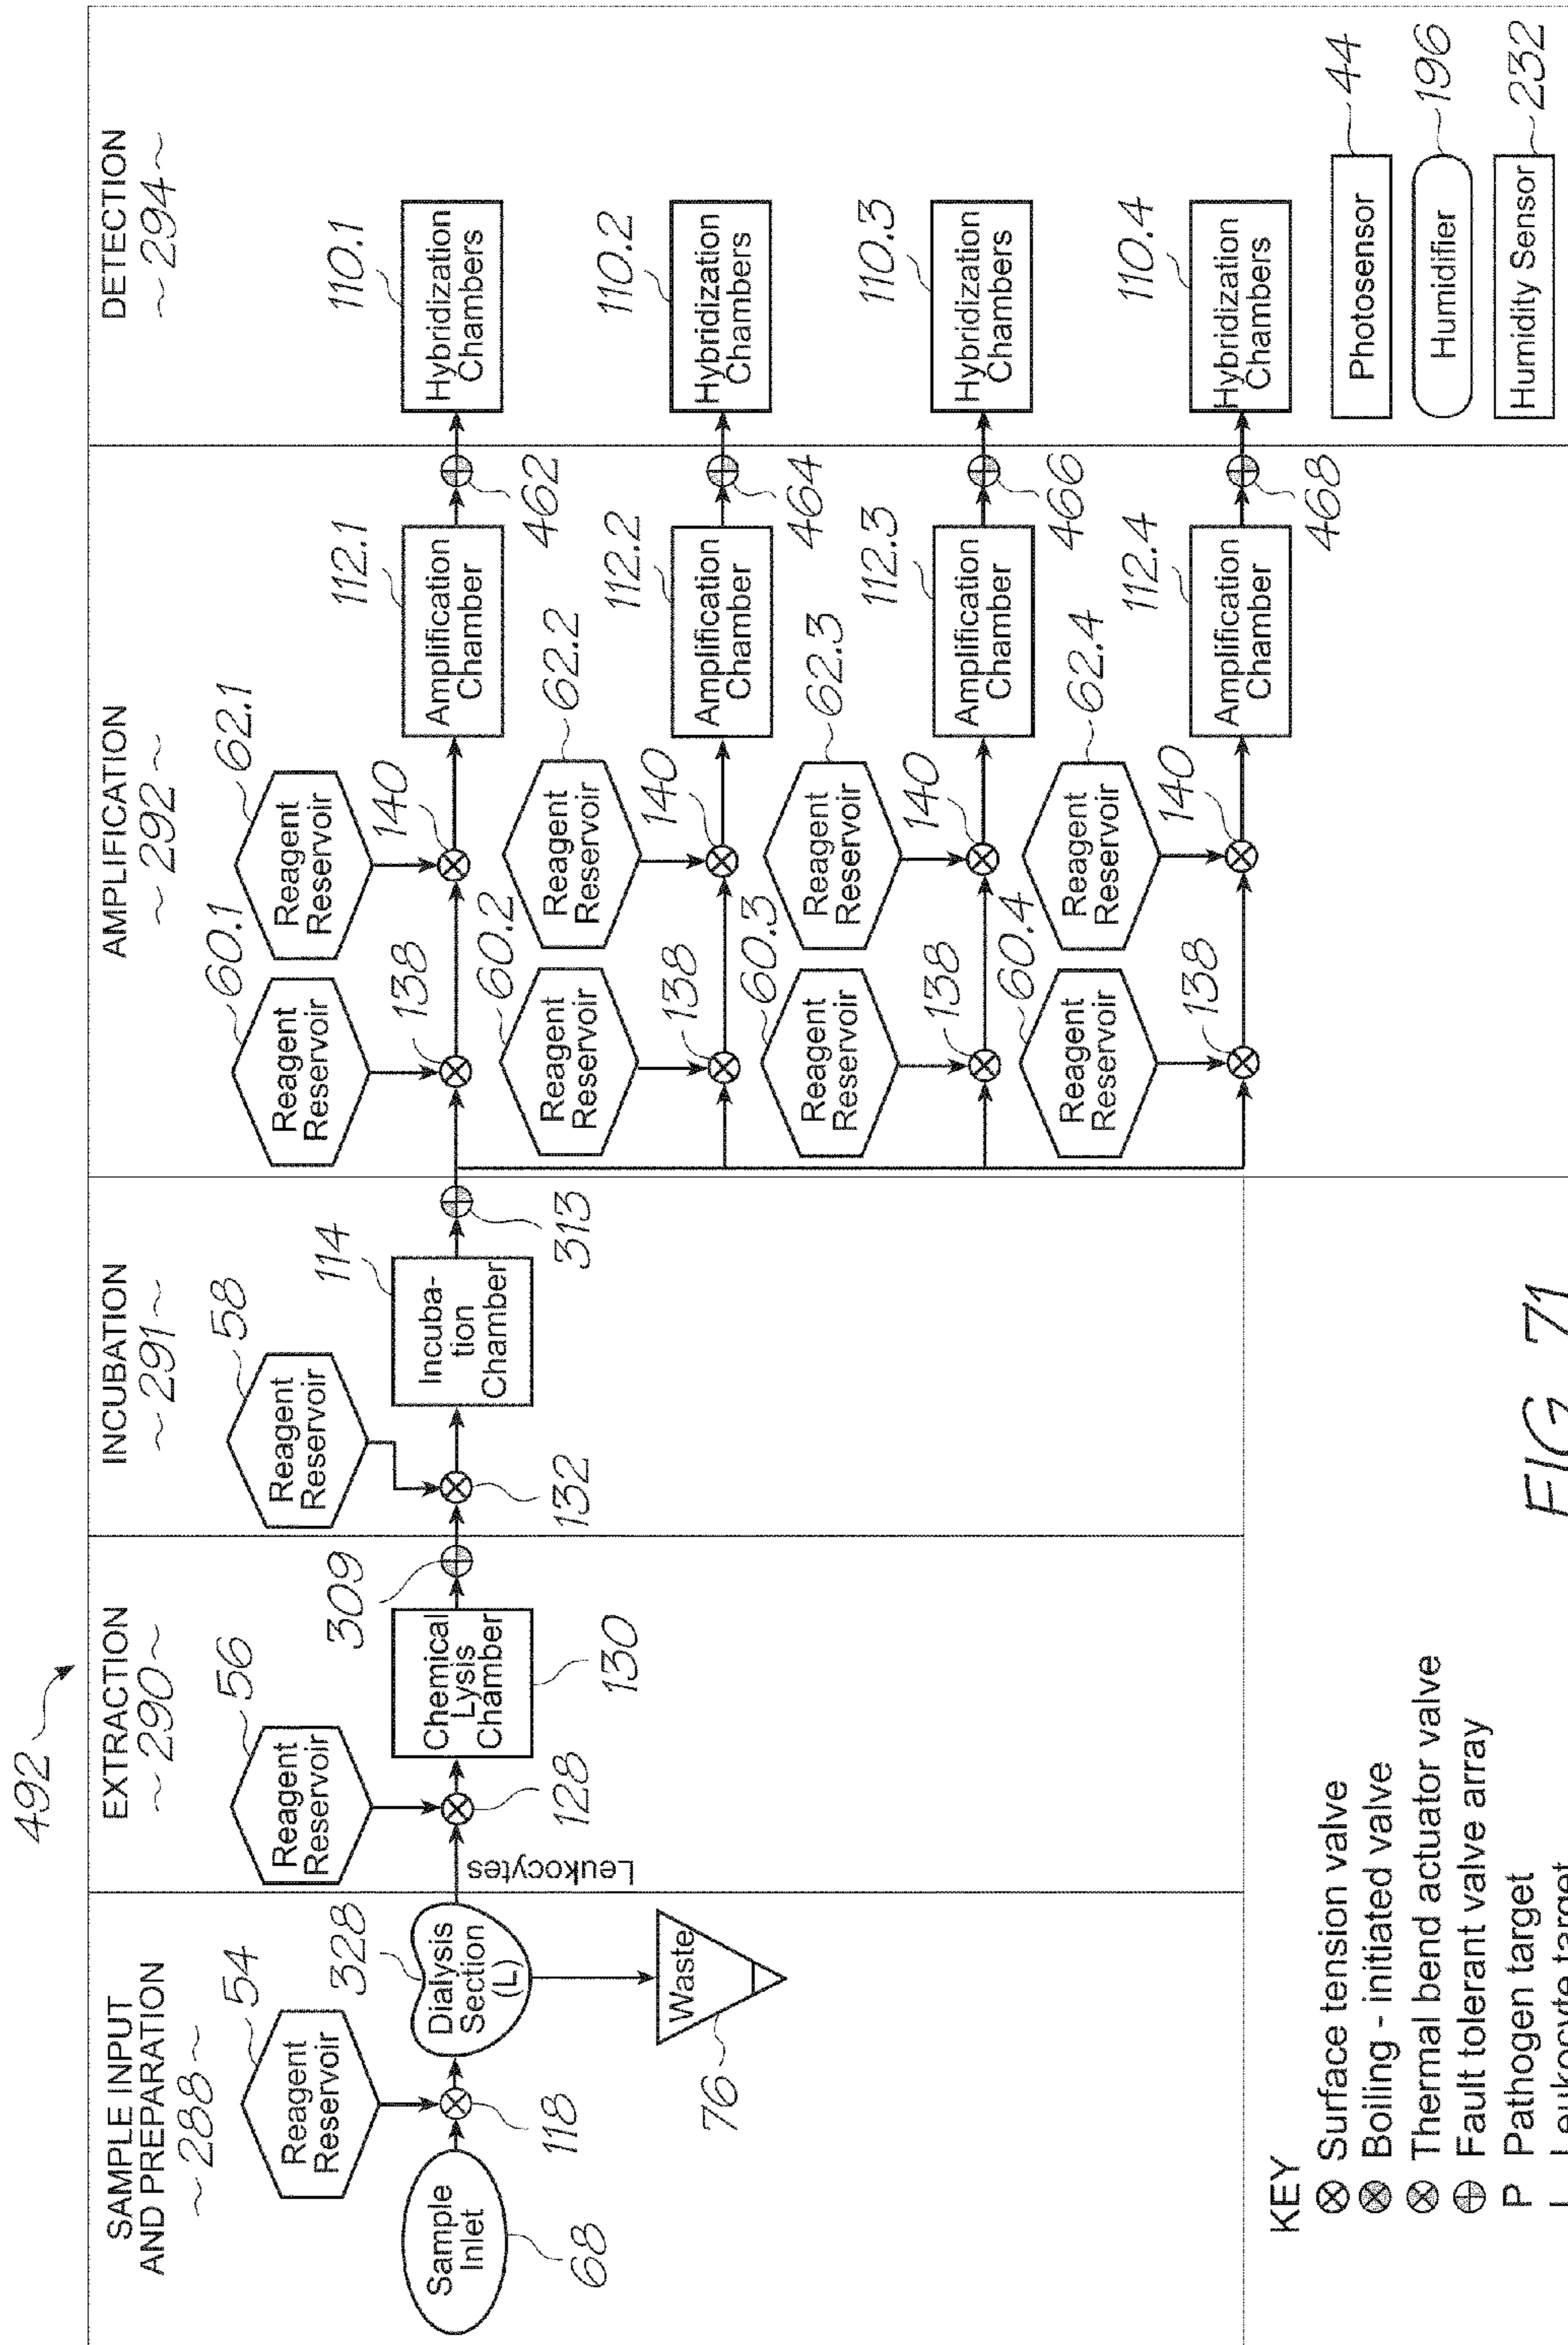 492
SAMPLE INPUT
AND PREPARATION
~288~
EXTRACTION
~290~
INCUBATION
~291~
AMPLIFICATION
~292~
DETECTION
~294~
Sample
Inlet
68
Reagent
Reservoir
54
118
Dialysis
Section
(L)
328
Waste
76
Leukocytes
Reagent
Reservoir
56
128
Chemical
Lysis
Chamber
130
309
Reagent
Reservoir
58
132
Incuba-
tion
Chamber
114
313
Reagent
Reservoir
60.1
138
Reagent
Reservoir
62.1
140
Amplification
Chamber
112.1
462
Hybridization
Chambers
110.1
Reagent
Reservoir
60.2
138
Reagent
Reservoir
62.2
140
Amplification
Chamber
112.2
464
Hybridization
Chambers
110.2
Reagent
Reservoir
60.3
138
Reagent
Reservoir
62.3
140
Amplification
Chamber
112.3
466
Hybridization
Chambers
110.3
Reagent
Reservoir
60.4
138
Reagent
Reservoir
62.4
140
Amplification
Chamber
112.4
468
Hybridization
Chambers
110.4
KEY
Surface tension valve
Boiling - initiated valve
Thermal bend actuator valve
Fault tolerant valve array
P Pathogen target
L Leukocyte target
Photosensor 44
Humidifier 196
Humidity Sensor 232
FIG. 71